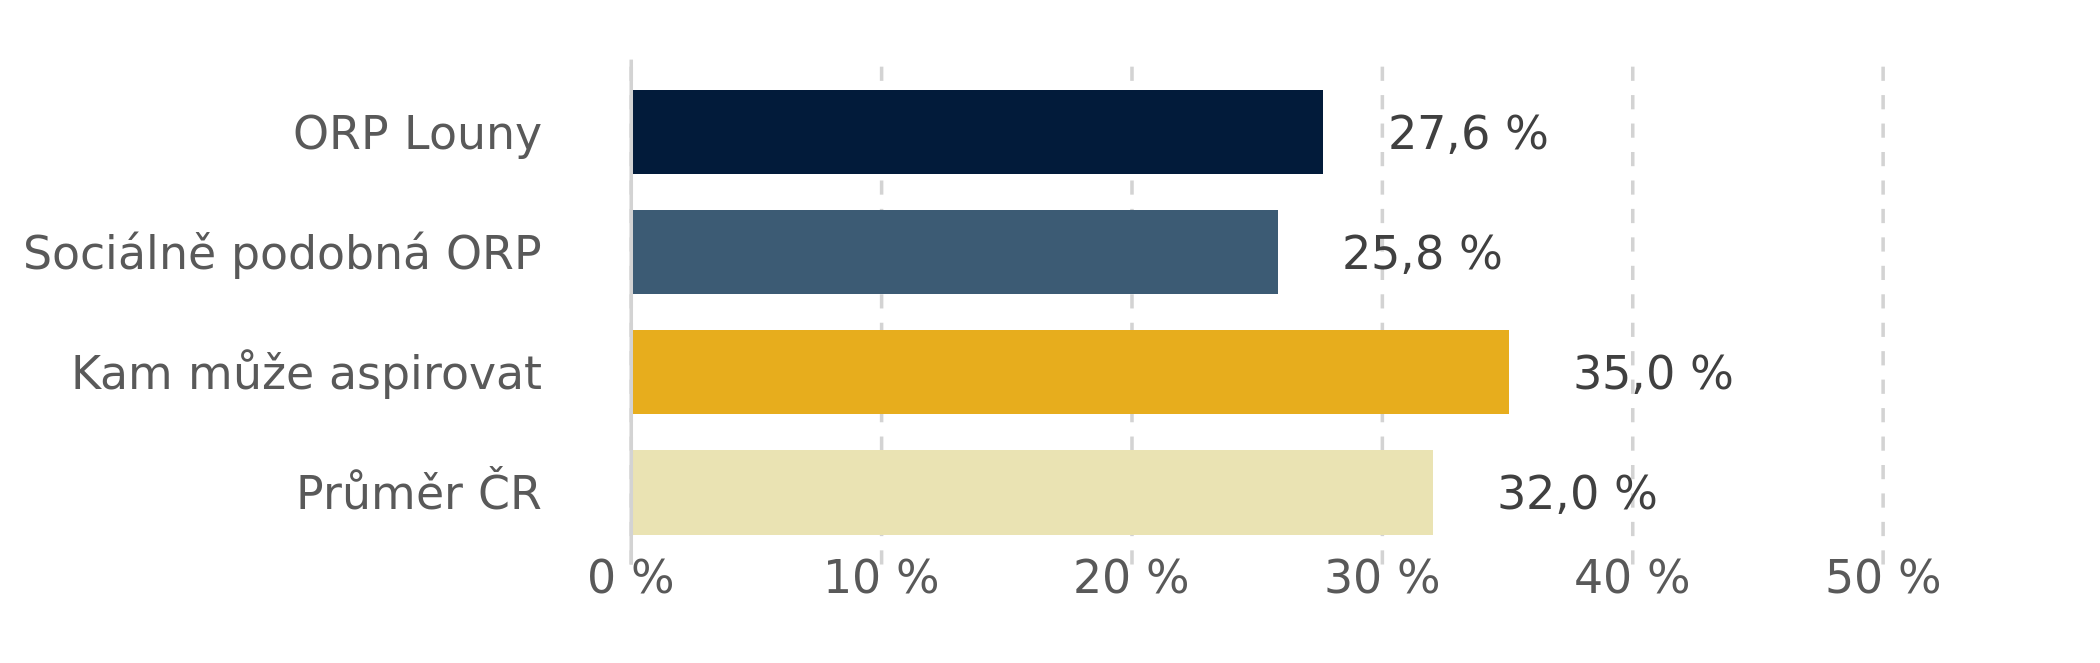 ORP Louny 27,6 %
Sociálně podobná ORP 25,8 %
Kam může aspirovat 35,0 %
Průměr ČR 32,0 %
0 % 10 % 20 % 30 % 40 % 50 %